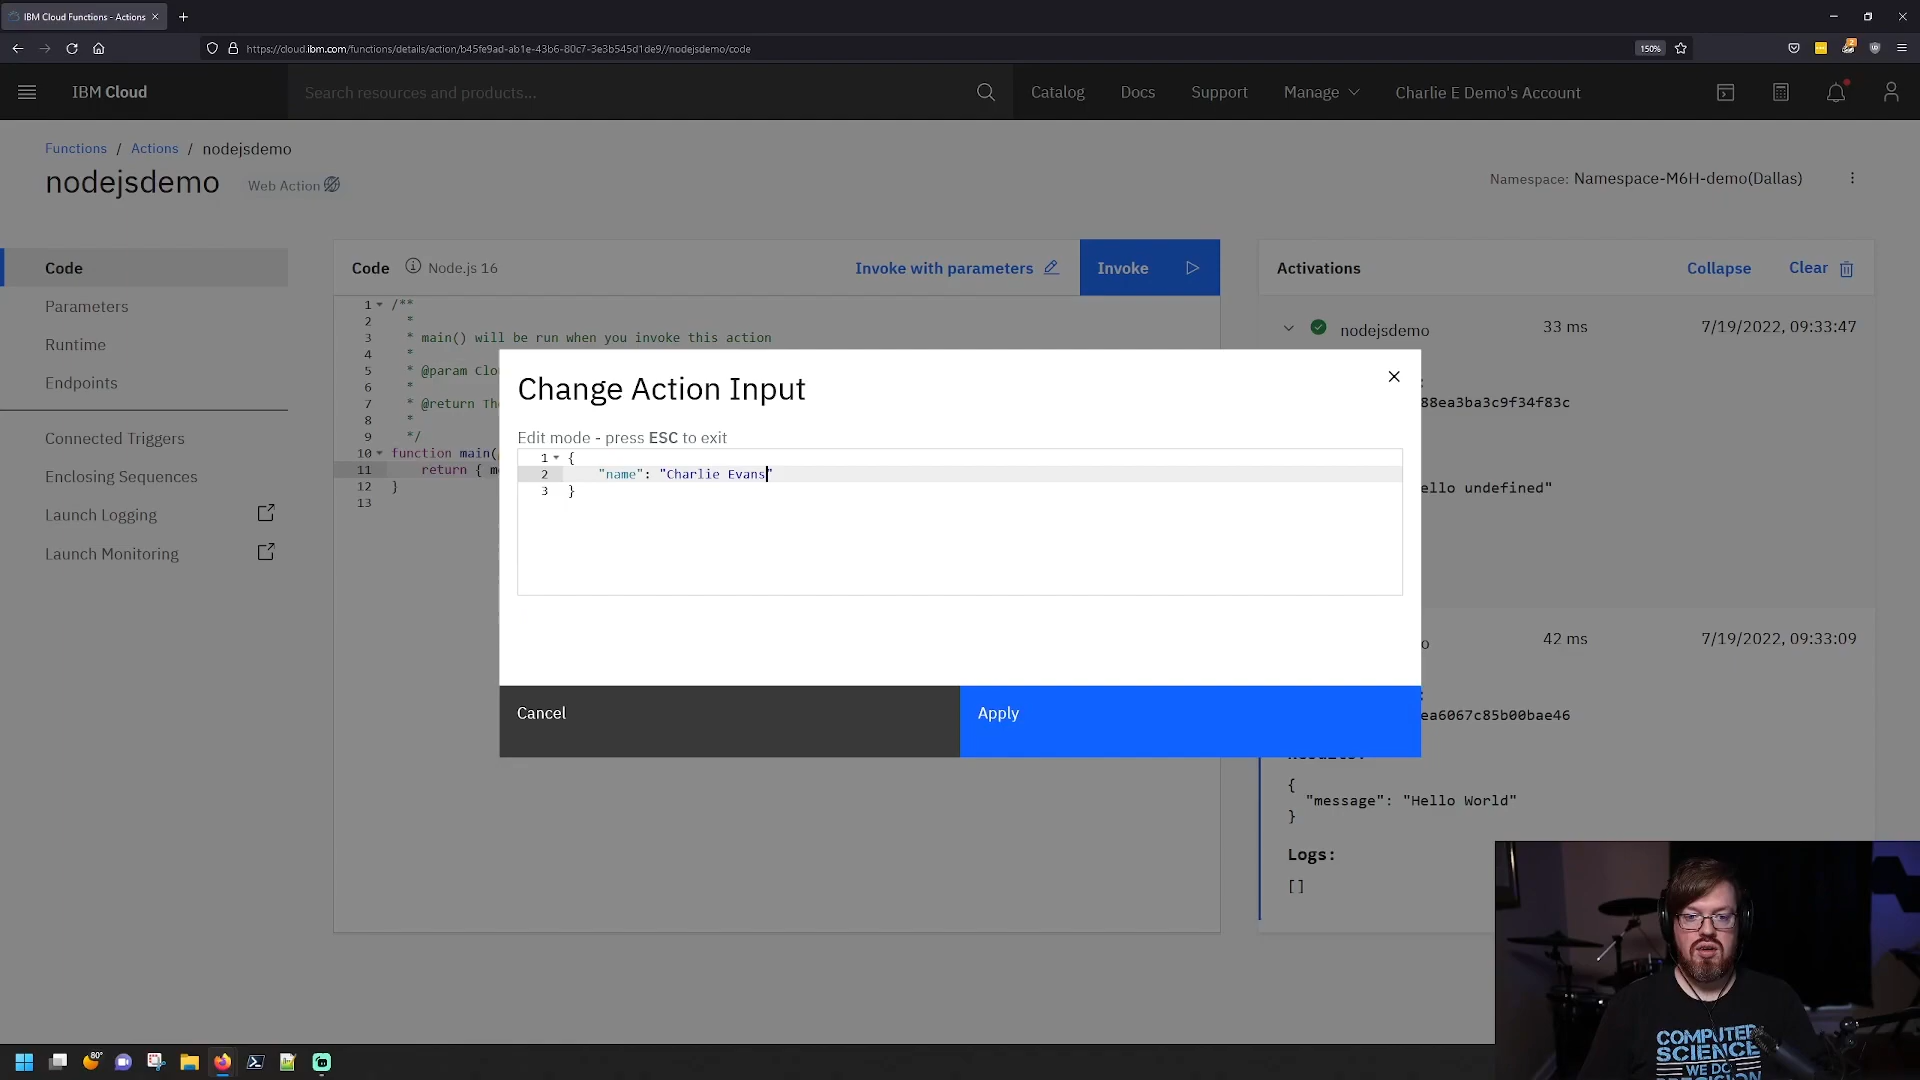 IBM Cloud Functions - Actions
https://cloud.ibm.com/functions/details/action/b45fe9ad-ab1e-43b6-80c7-3e3b545d1de9//nodejsdemo/code
150%
IBM Cloud
Search resources and products...
Catalog
Docs
Support
Manage
Charlie E Demo's Account
Functions / Actions / nodejsdemo
nodejsdemo
Web Action
Namespace: Namespace-M6H-demo(Dallas)
Code
Parameters
Runtime
Endpoints
Connected Triggers
Enclosing Sequences
Launch Logging
Launch Monitoring
Code
Node.js 16
Invoke with parameters
Invoke
1 /**
2 *
3 * main() will be run when you invoke this action
4 *
5 * @param Clo
6 *
7 * @return Th
8 *
9 */
10 function main(
11 return { m
12 }
13
Change Action Input
Edit mode - press ESC to exit
1 {
2 "name": "Charlie Evans"
3 }
Cancel
Apply
Activations
Collapse
Clear
nodejsdemo
33 ms
7/19/2022, 09:33:47
88ea3ba3c9f34f83c
ello undefined"
42 ms
7/19/2022, 09:33:09
ea6067c85b00bae46
{
"message": "Hello World"
}
Logs:
[]
80°
COMPUTER
SCIENCE
WE DO
PRECISION